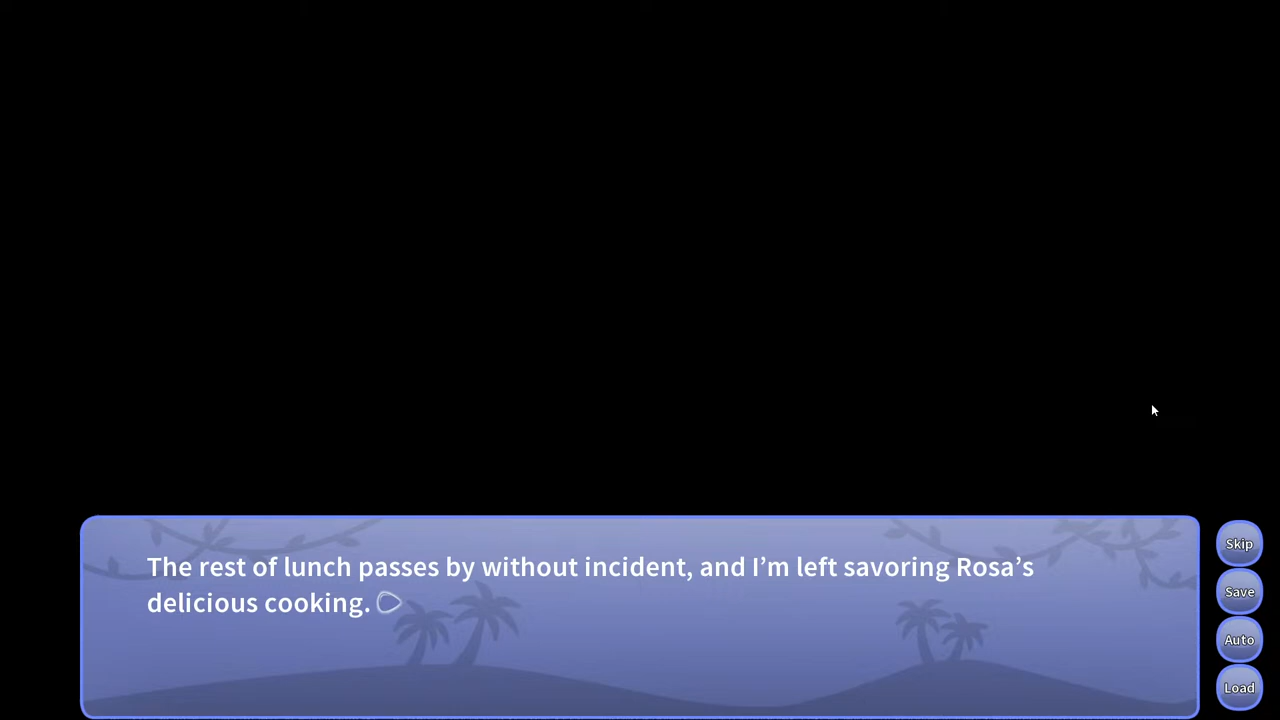 The rest of lunch passes by without incident, and I’m left savoring Rosa’s
delicious cooking.
Skip
Save
Auto
Load